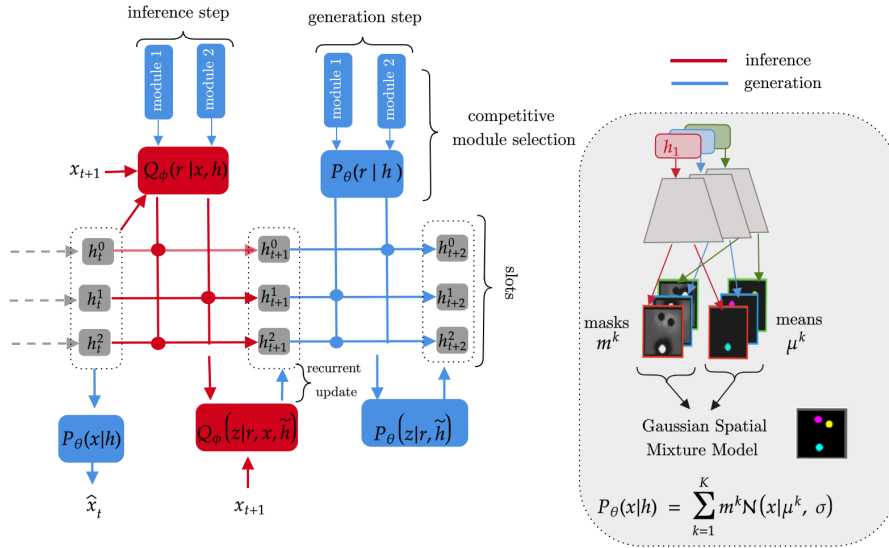 inference step
generation step
module 1
module 2
module 1
module 2
competitive
module selection
x_{t+1}
Q_ϕ(r | x, h)
P_θ(r | h)
h_t^0
h_{t+1}^0
h_{t+2}^0
h_t^1
h_{t+1}^1
h_{t+2}^1
h_t^2
h_{t+1}^2
h_{t+2}^2
slots
recurrent
update
P_θ(x|h)
Q_ϕ(z|r, x, h̃)
P_θ(z|r, h̃)
x̂_t
x_{t+1}
inference
generation
h_1
masks
m^k
means
μ^k
Gaussian Spatial
Mixture Model
P_θ(x|h) = ∑_{k=1}^{K} m^k N(x|μ^k, σ)